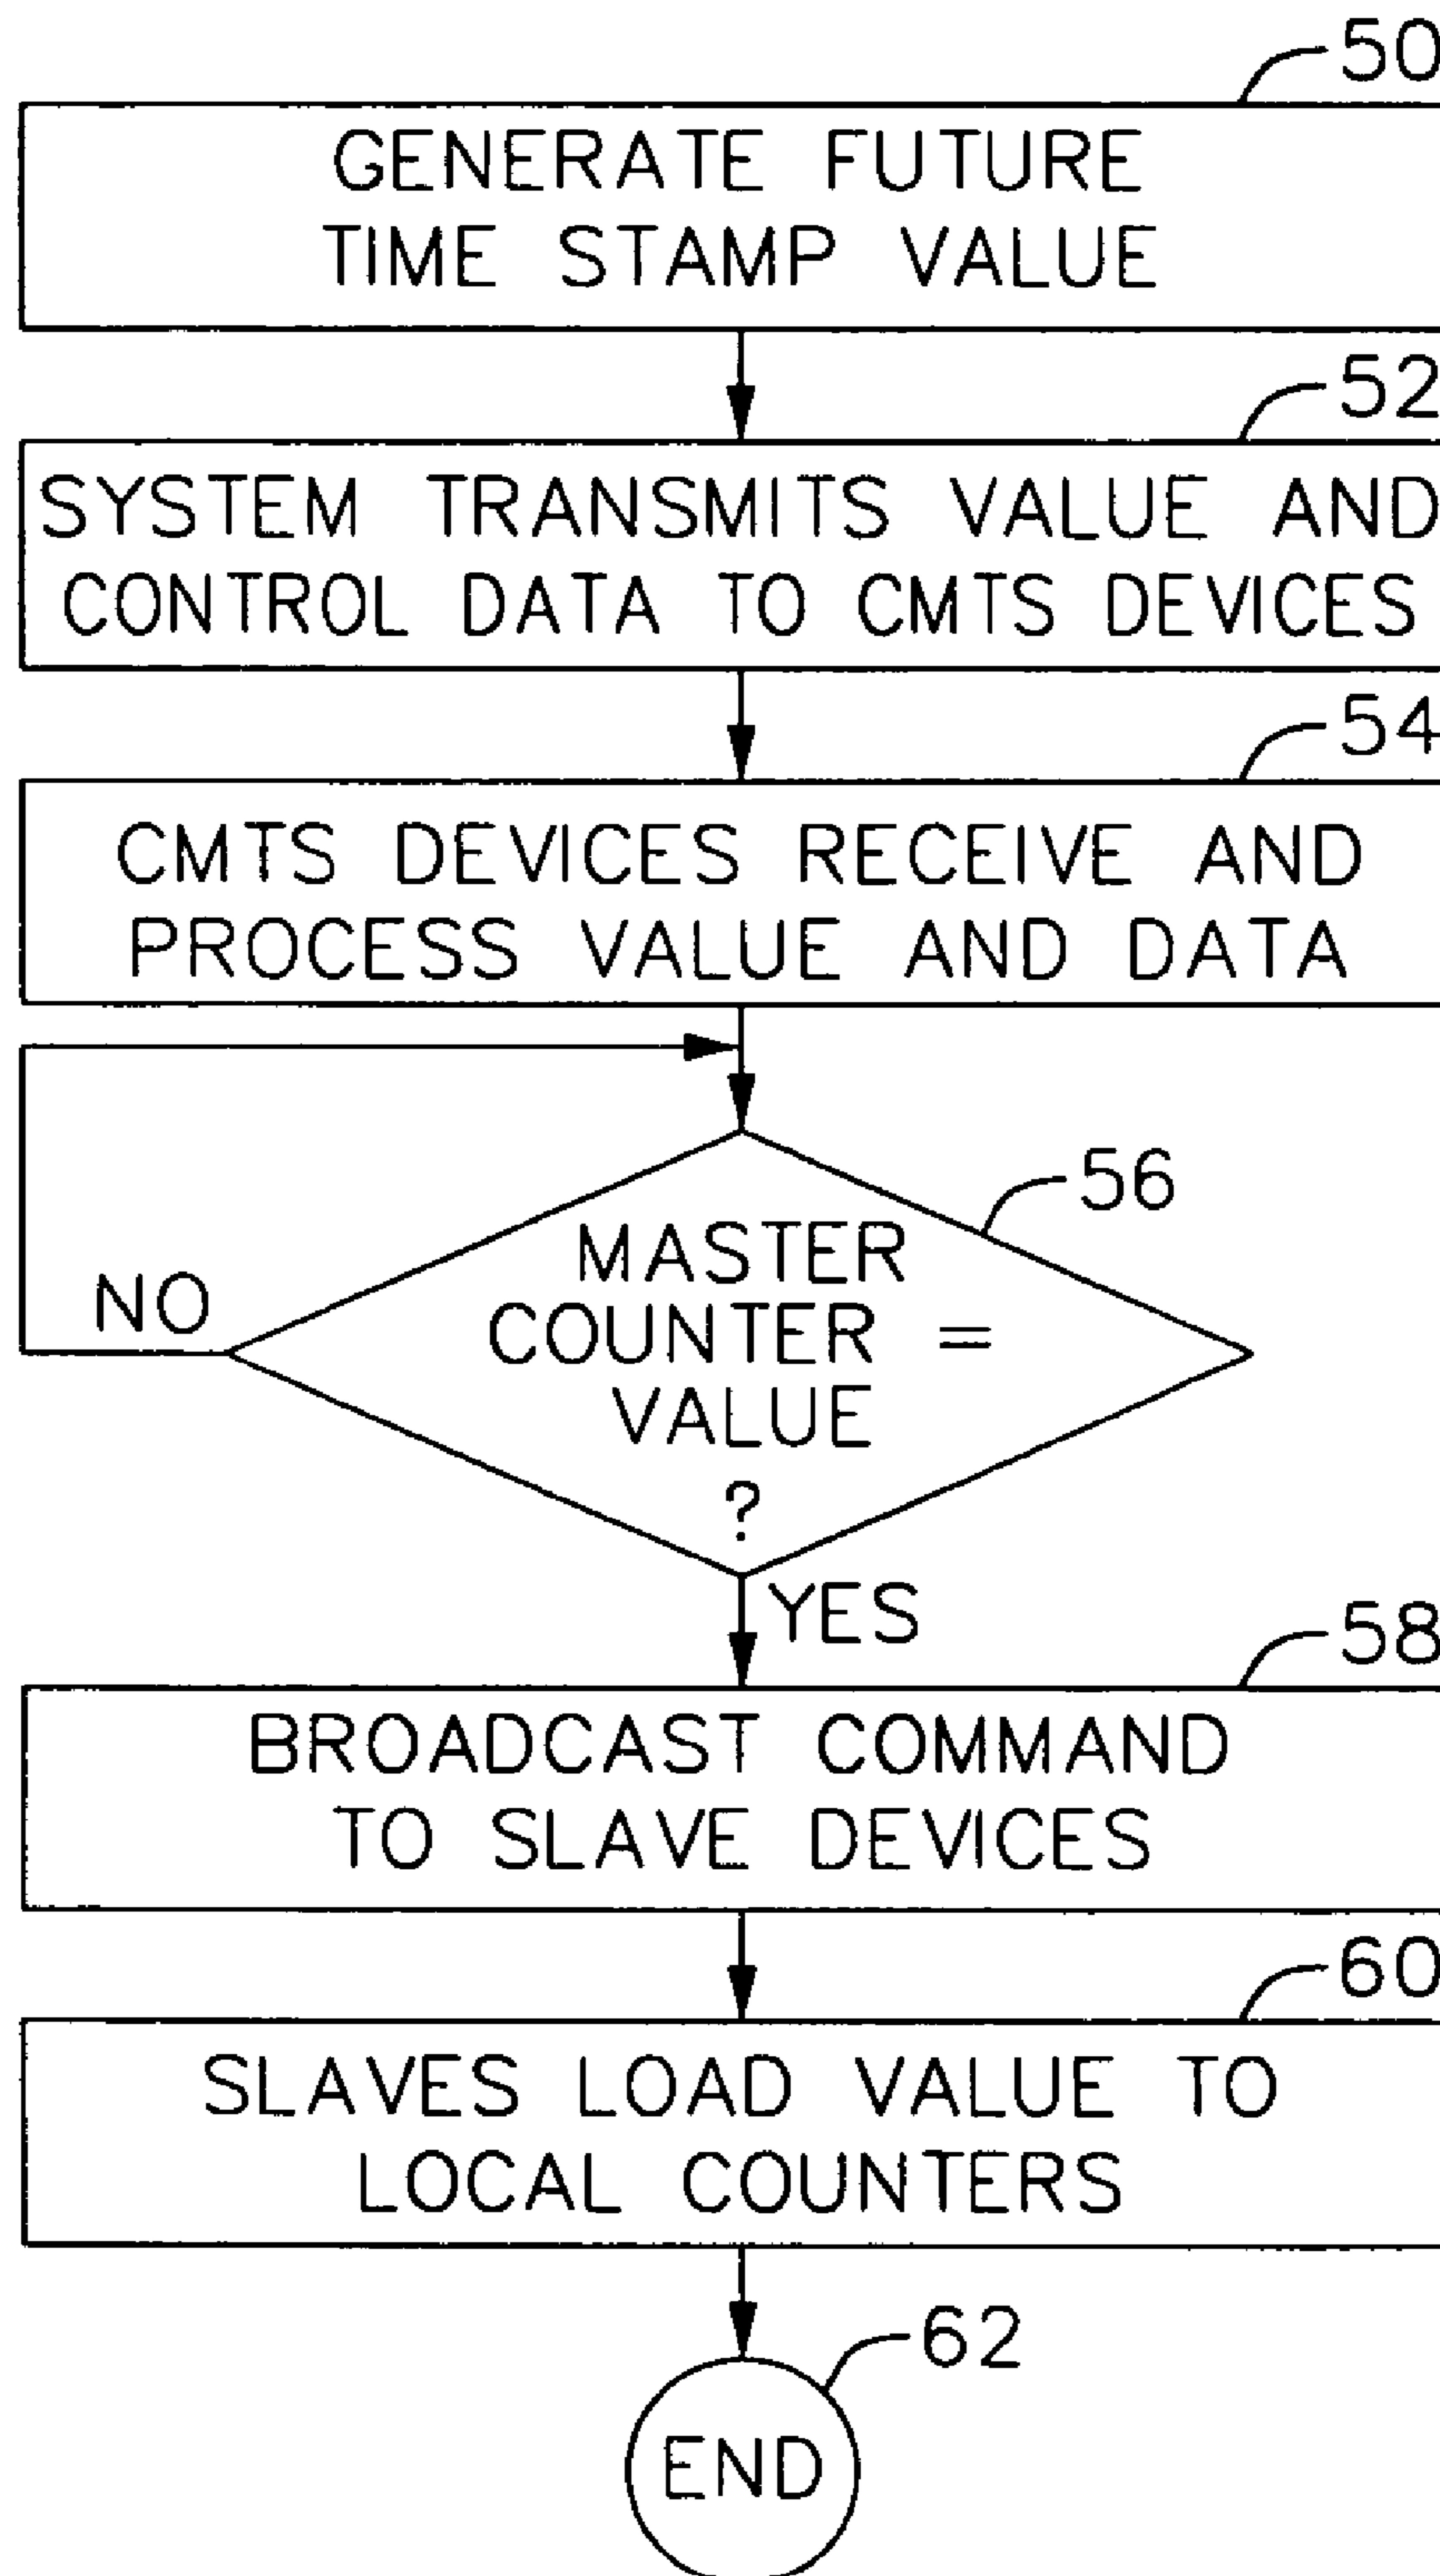 50
GENERATE FUTURE
TIME STAMP VALUE
52
SYSTEM TRANSMITS VALUE AND
CONTROL DATA TO CMTS DEVICES
54
CMTS DEVICES RECEIVE AND
PROCESS VALUE AND DATA
56
MASTER
NO
COUNTER =
VALUE
?
YES
58
BROADCAST COMMAND
TO SLAVE DEVICES
60
SLAVES LOAD VALUE TO
LOCAL COUNTERS
62
END